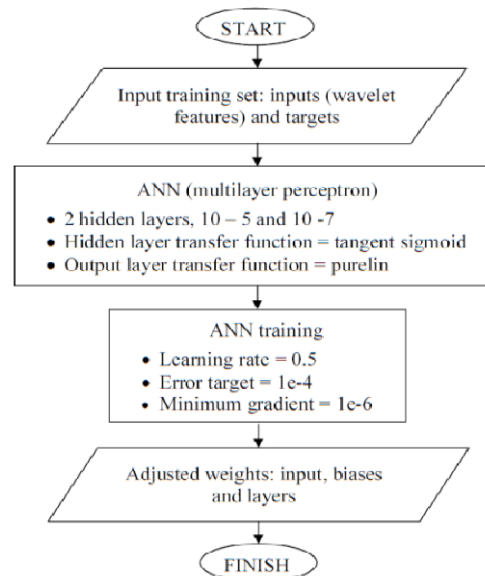 START
Input training set: inputs (wavelet
features) and targets
ANN (multilayer perceptron)
• 2 hidden layers, 10 – 5 and 10 -7
• Hidden layer transfer function = tangent sigmoid
• Output layer transfer function = purelin
ANN training
• Learning rate = 0.5
• Error target = 1e-4
• Minimum gradient = 1e-6
Adjusted weights: input, biases
and layers
FINISH